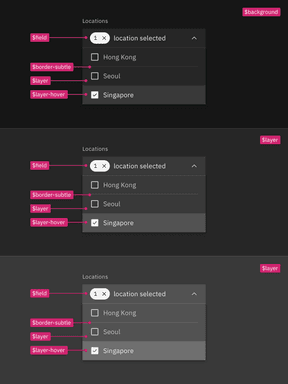 $background
Locations
$field
1 × location selected
Hong Kong
$border-subtle
Seoul
$layer
$layer-hover
Singapore
$layer
Locations
$field
1 × location selected
Hong Kong
$border-subtle
Seoul
$layer
$layer-hover
Singapore
$layer
Locations
$field
1 × location selected
Hong Kong
$border-subtle
Seoul
$layer
$layer-hover
Singapore